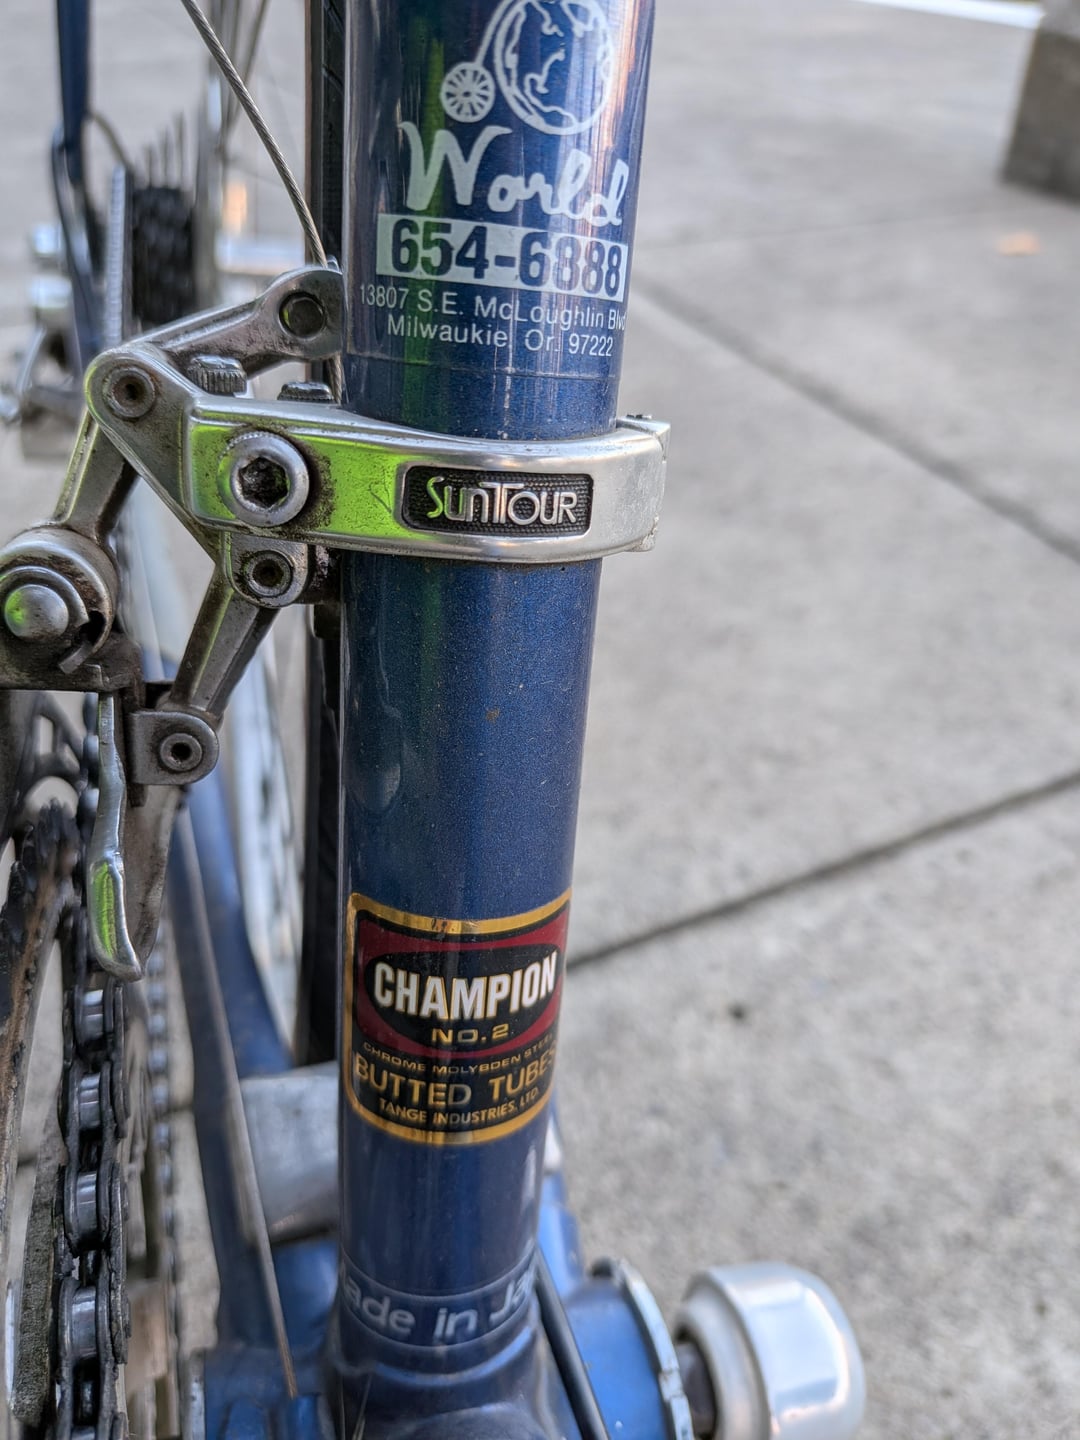 World
654-6888
13807 S.E. McLoughlin Blvd
Milwaukie, Or. 97222
SunTour
CHAMPION
NO.2
CHROME MOLYBDEN STEEL
BUTTED TUBES
TANGE INDUSTRIES, LTD.
ade in Ja